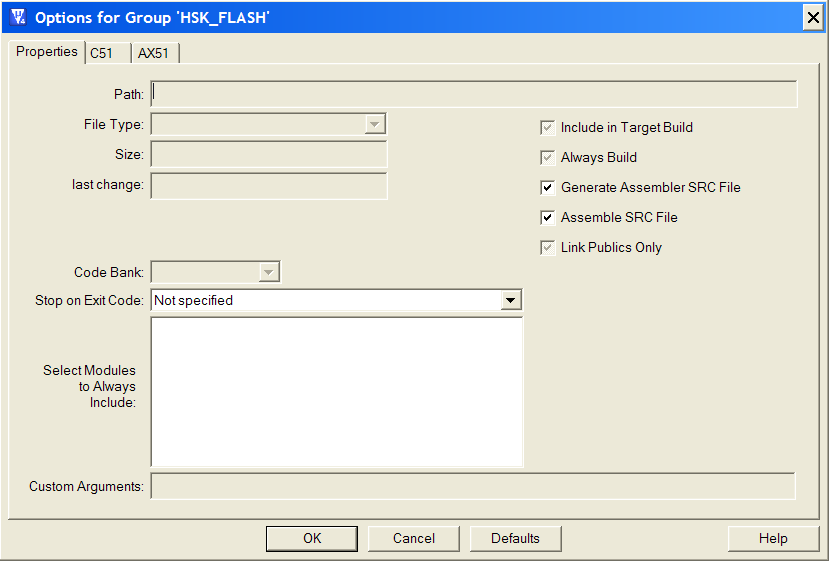 Options for Group 'HSK_FLASH'
Properties C51 AX51
Path:
File Type:
Include in Target Build
Size:
Always Build
last change:
Generate Assembler SRC File
Assemble SRC File
Link Publics Only
Code Bank:
Stop on Exit Code: Not specified
Select Modules
to Always
Include:
Custom Arguments:
OK Cancel Defaults Help